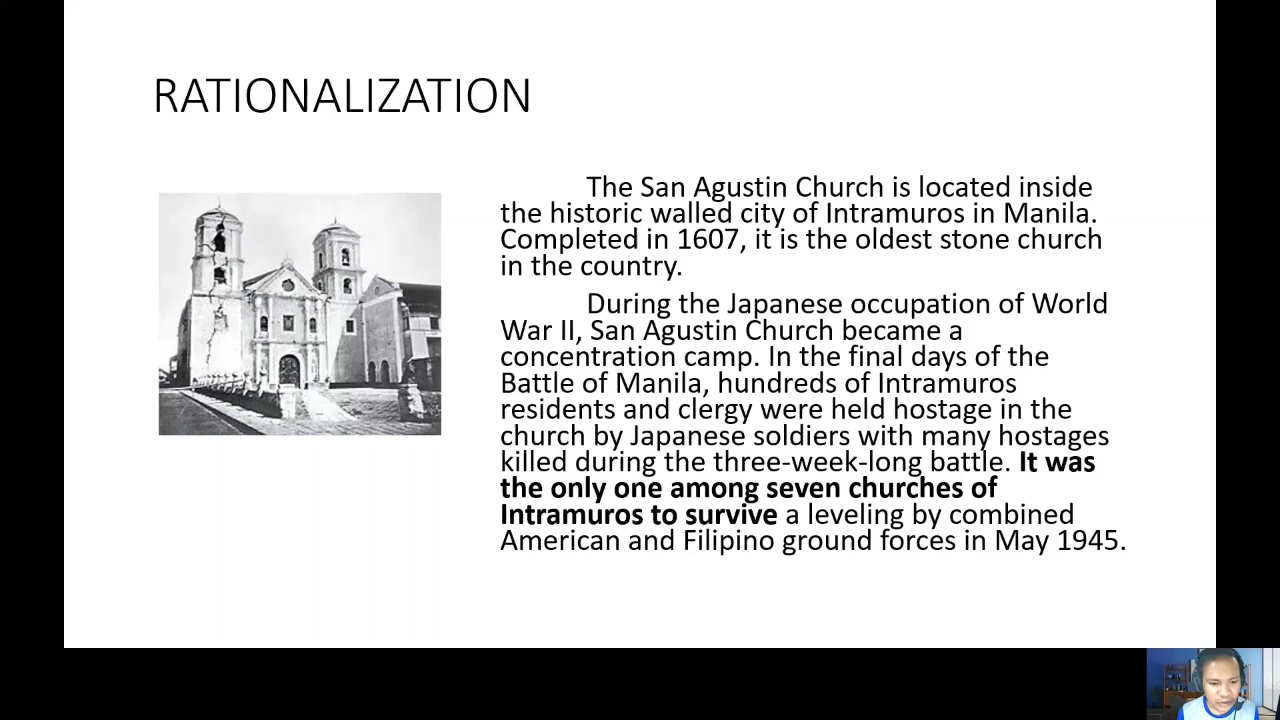 RATIONALIZATION
The San Agustin Church is located inside
the historic walled city of Intramuros in Manila.
Completed in 1607, it is the oldest stone church
in the country.
During the Japanese occupation of World
War II, San Agustin Church became a
concentration camp. In the final days of the
Battle of Manila, hundreds of Intramuros
residents and clergy were held hostage in the
church by Japanese soldiers with many hostages
killed during the three-week-long battle. It was
the only one among seven churches of
Intramuros to survive a leveling by combined
American and Filipino ground forces in May 1945.